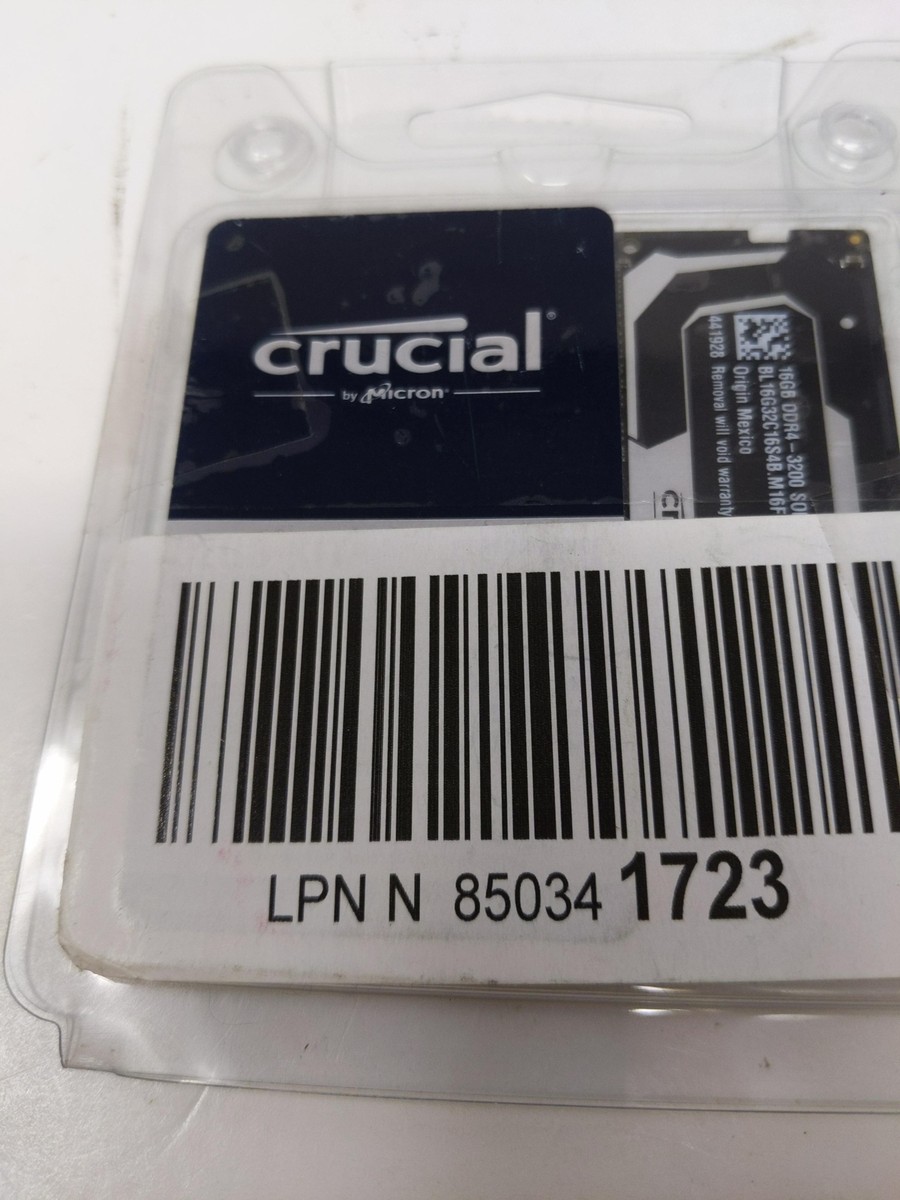 crucial®
by Micron®
16GB DDR4-3200
BL16G32C16S4B.M16F
Origin Mexico
441928 Removal will void warranty
LPN N 85034 1723